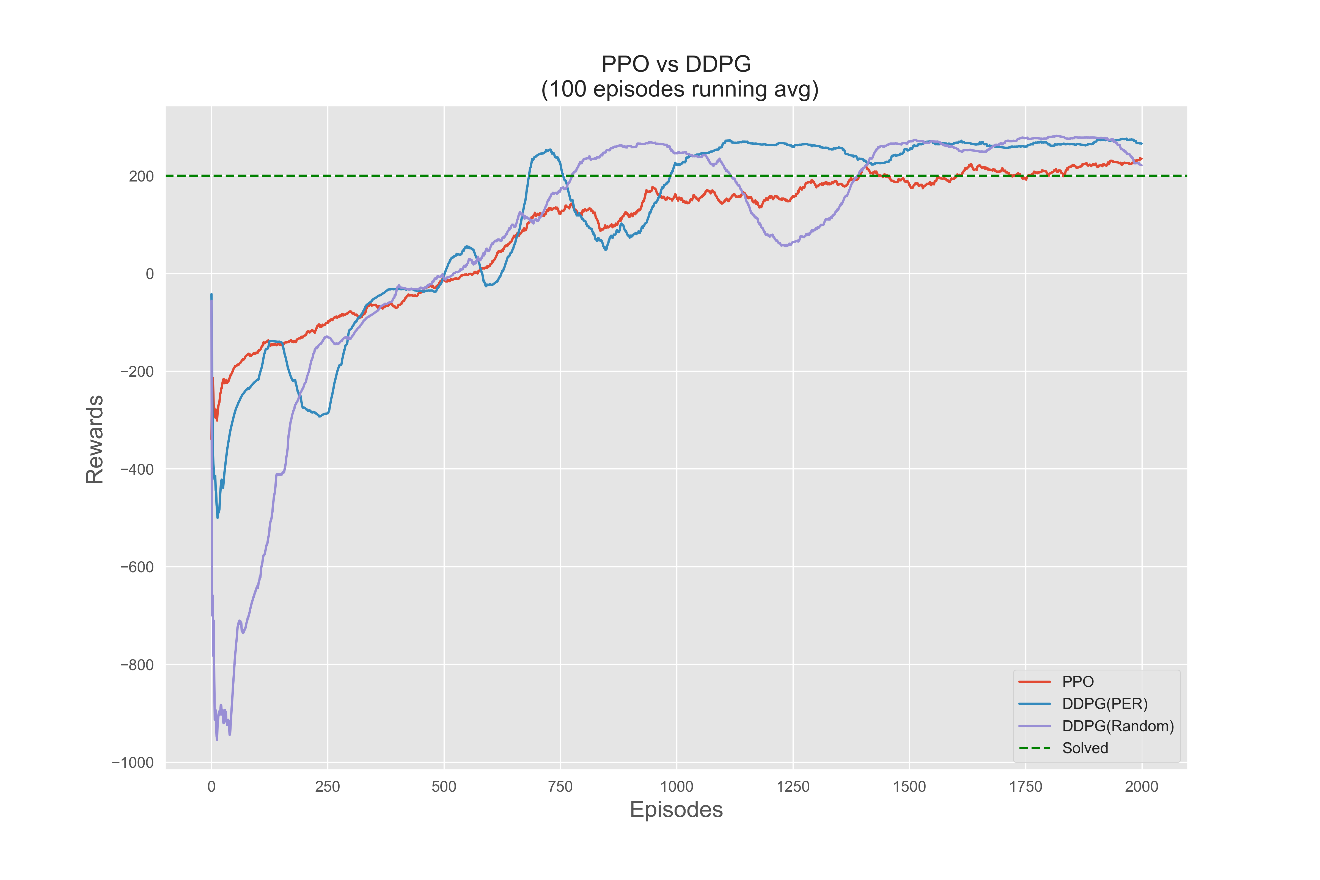 PPO vs DDPG
(100 episodes running avg)
Rewards
200
0
−200
−400
−600
−800
−1000
0 250 500 750 1000 1250 1500 1750 2000
Episodes
PPO
DDPG(PER)
DDPG(Random)
Solved